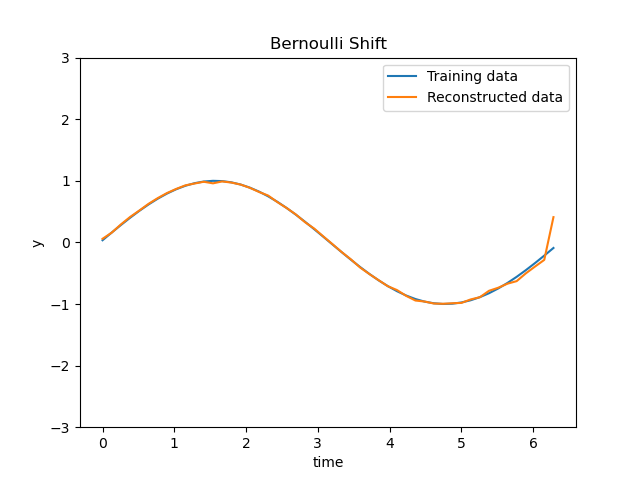 Bernoulli Shift
Training data
Reconstructed data
3
2
1
0
−1
−2
−3
y
0 1 2 3 4 5 6
time